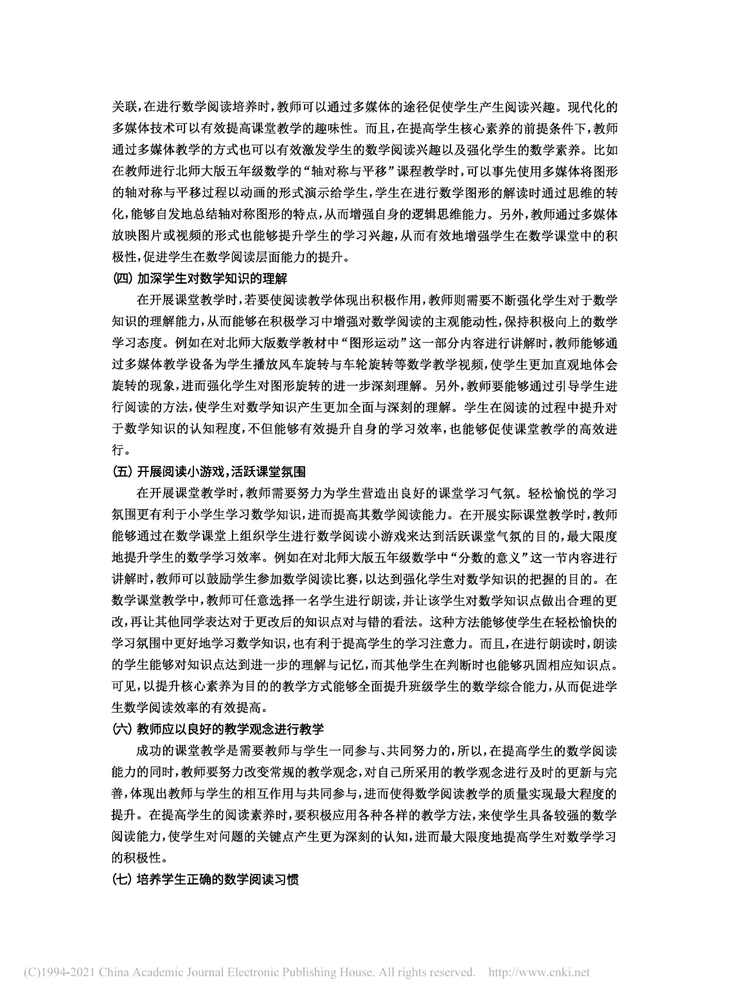 关联,在进行数学阅读培养时,教师可以通过多媒体的途径促使学生产生阅读兴趣。现代化的
多媒体技术可以有效提高课堂教学的趣味性。而且,在提高学生核心素养的前提条件下,教师
通过多媒体教学的方式也可以有效激发学生的数学阅读兴趣以及强化学生的数学素养。比如
在教师进行北师大版五年级数学的“轴对称与平移”课程教学时,可以事先使用多媒体将图形
的轴对称与平移过程以动画的形式演示给学生,学生在进行数学图形的解读时通过思维的转
化,能够自发地总结轴对称图形的特点,从而增强自身的逻辑思维能力。另外,教师通过多媒体
放映图片或视频的形式也能够提升学生的学习兴趣,从而有效地增强学生在数学课堂中的积
极性,促进学生在数学阅读层面能力的提升。
(四) 加深学生对数学知识的理解
在开展课堂教学时,若要使阅读教学体现出积极作用,教师则需要不断强化学生对于数学
知识的理解能力,从而能够在积极学习中增强对数学阅读的主观能动性,保持积极向上的数学
学习态度。例如在对北师大版数学教材中“图形运动”这一部分内容进行讲解时,教师能够通
过多媒体教学设备为学生播放风车旋转与车轮旋转等数学教学视频,使学生更加直观地体会
旋转的现象,进而强化学生对图形旋转的进一步深刻理解。另外,教师要能够通过引导学生进
行阅读的方法,使学生对数学知识产生更加全面与深刻的理解。学生在阅读的过程中提升对
于数学知识的认知程度,不但能够有效提升自身的学习效率,也能够促使课堂教学的高效进
行。
(五) 开展阅读小游戏,活跃课堂氛围
在开展课堂教学时,教师需要努力为学生营造出良好的课堂学习气氛。轻松愉悦的学习
氛围更有利于小学生学习数学知识,进而提高其数学阅读能力。在开展实际课堂教学时,教师
能够通过在数学课堂上组织学生进行数学阅读小游戏来达到活跃课堂气氛的目的,最大限度
地提升学生的数学学习效率。例如在对北师大版五年级数学中“分数的意义”这一节内容进行
讲解时,教师可以鼓励学生参加数学阅读比赛,以达到强化学生对数学知识的把握的目的。在
数学课堂教学中,教师可任意选择一名学生进行朗读,并让该学生对数学知识点做出合理的更
改,再让其他同学表达对于更改后的知识点对与错的看法。这种方法能够使学生在轻松愉快的
学习氛围中更好地学习数学知识,也有利于提高学生的学习注意力。而且,在进行朗读时,朗读
的学生能够对知识点达到进一步的理解与记忆,而其他学生在判断时也能够巩固相应知识点。
可见,以提升核心素养为目的的教学方式能够全面提升班级学生的数学综合能力,从而促进学
生数学阅读效率的有效提高。
(六) 教师应以良好的教学观念进行教学
成功的课堂教学是需要教师与学生一同参与、共同努力的,所以,在提高学生的数学阅读
能力的同时,教师要努力改变常规的教学观念,对自己所采用的教学观念进行及时的更新与完
善,体现出教师与学生的相互作用与共同参与,进而使得数学阅读教学的质量实现最大程度的
提升。在提高学生的阅读素养时,要积极应用各种各样的教学方法,来使学生具备较强的数学
阅读能力,使学生对问题的关键点产生更为深刻的认知,进而最大限度地提高学生对数学学习
的积极性。
(七) 培养学生正确的数学阅读习惯
(C)1994-2021 China Academic Journal Electronic Publishing House. All rights reserved. http://www.cnki.net